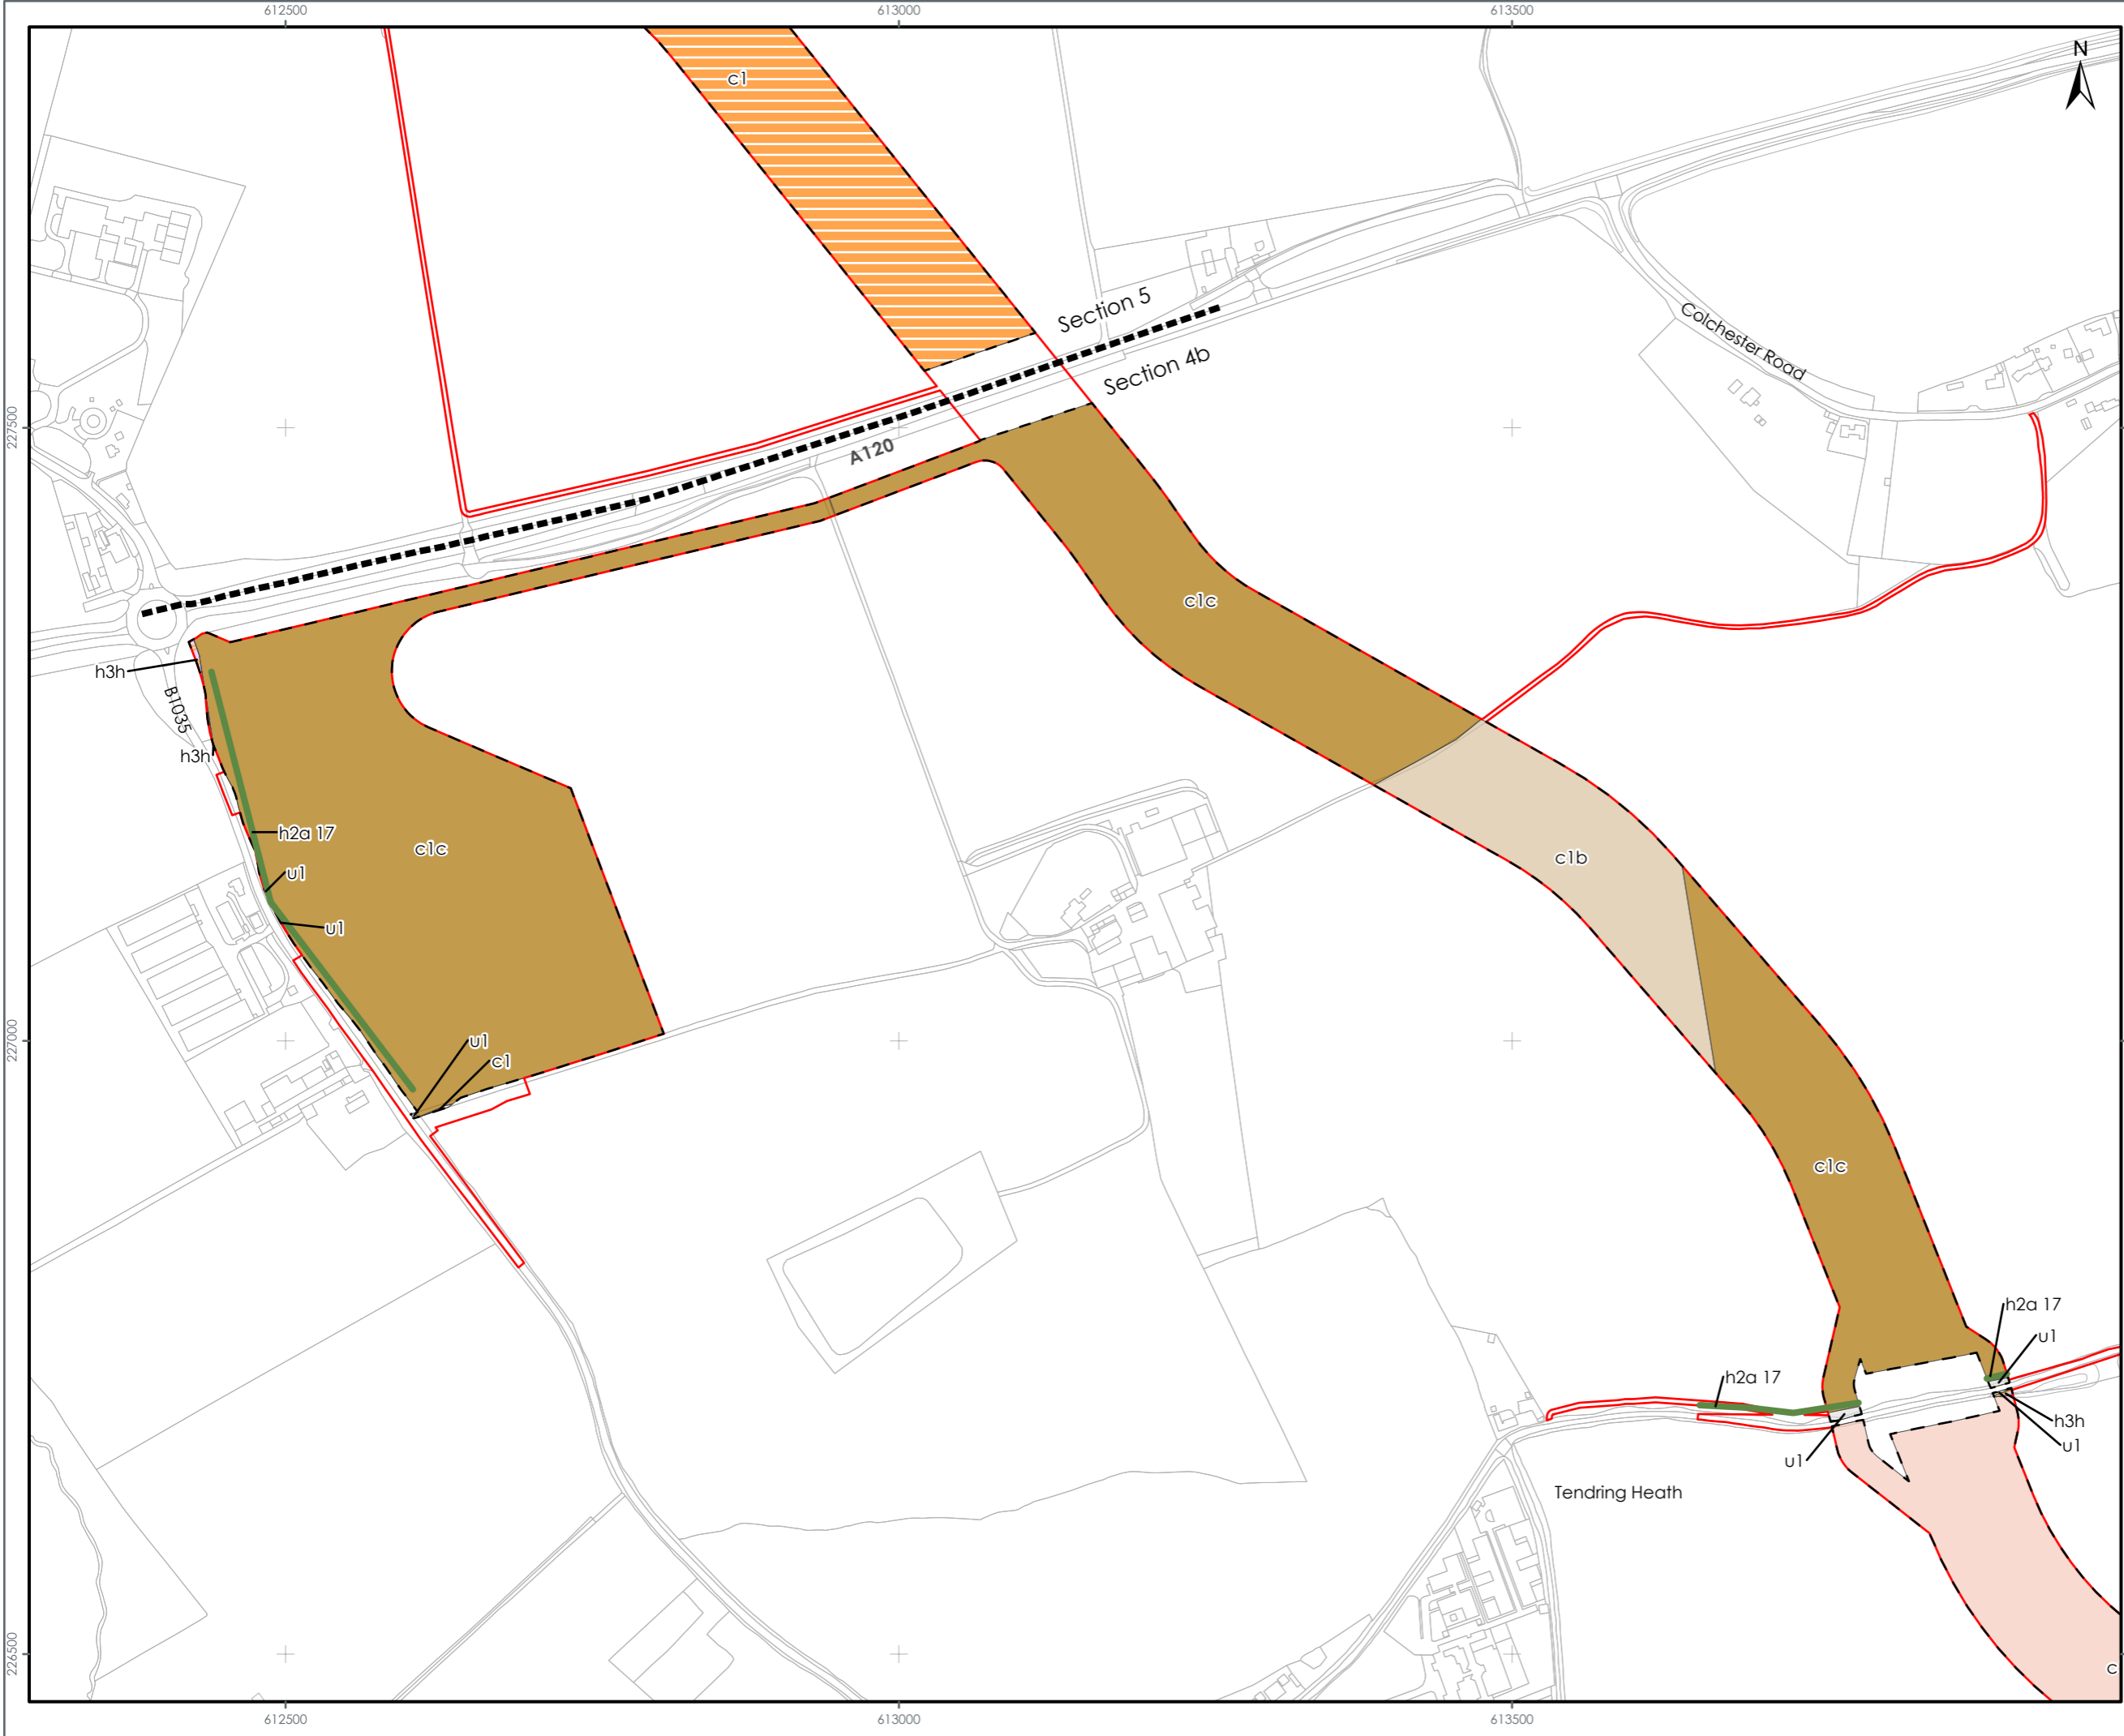 612500
613000
613500
N
c1
Section 5
Section 4b
Colchester Road
227500
A120
c1c
h3h
B1035
h3h
h2a 17
c1c
u1
c1b
u1
227000
u1
c1
c1c
h2a 17
u1
h2a 17
h3h
u1
u1
Tendring Heath
226500
c
612500
613000
613500